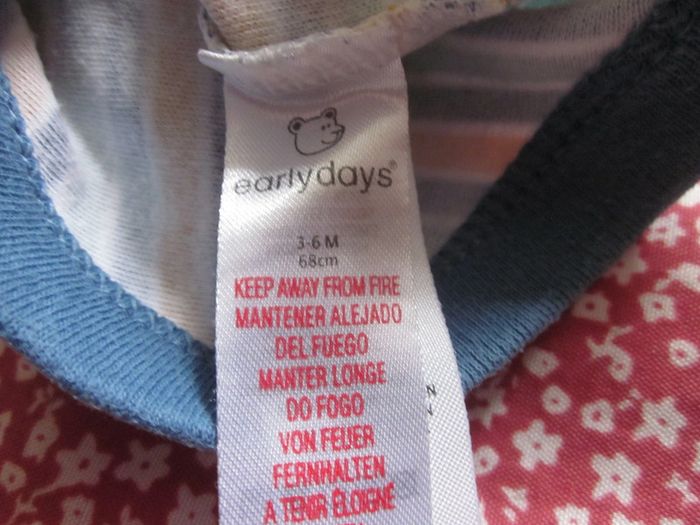 earlydays®
3-6 M
68cm
KEEP AWAY FROM FIRE
MANTENER ALEJADO
DEL FUEGO
MANTER LONGE
DO FOGO
VON FEUER
FERNHALTEN
A TENIR ÉLOIGNÉ